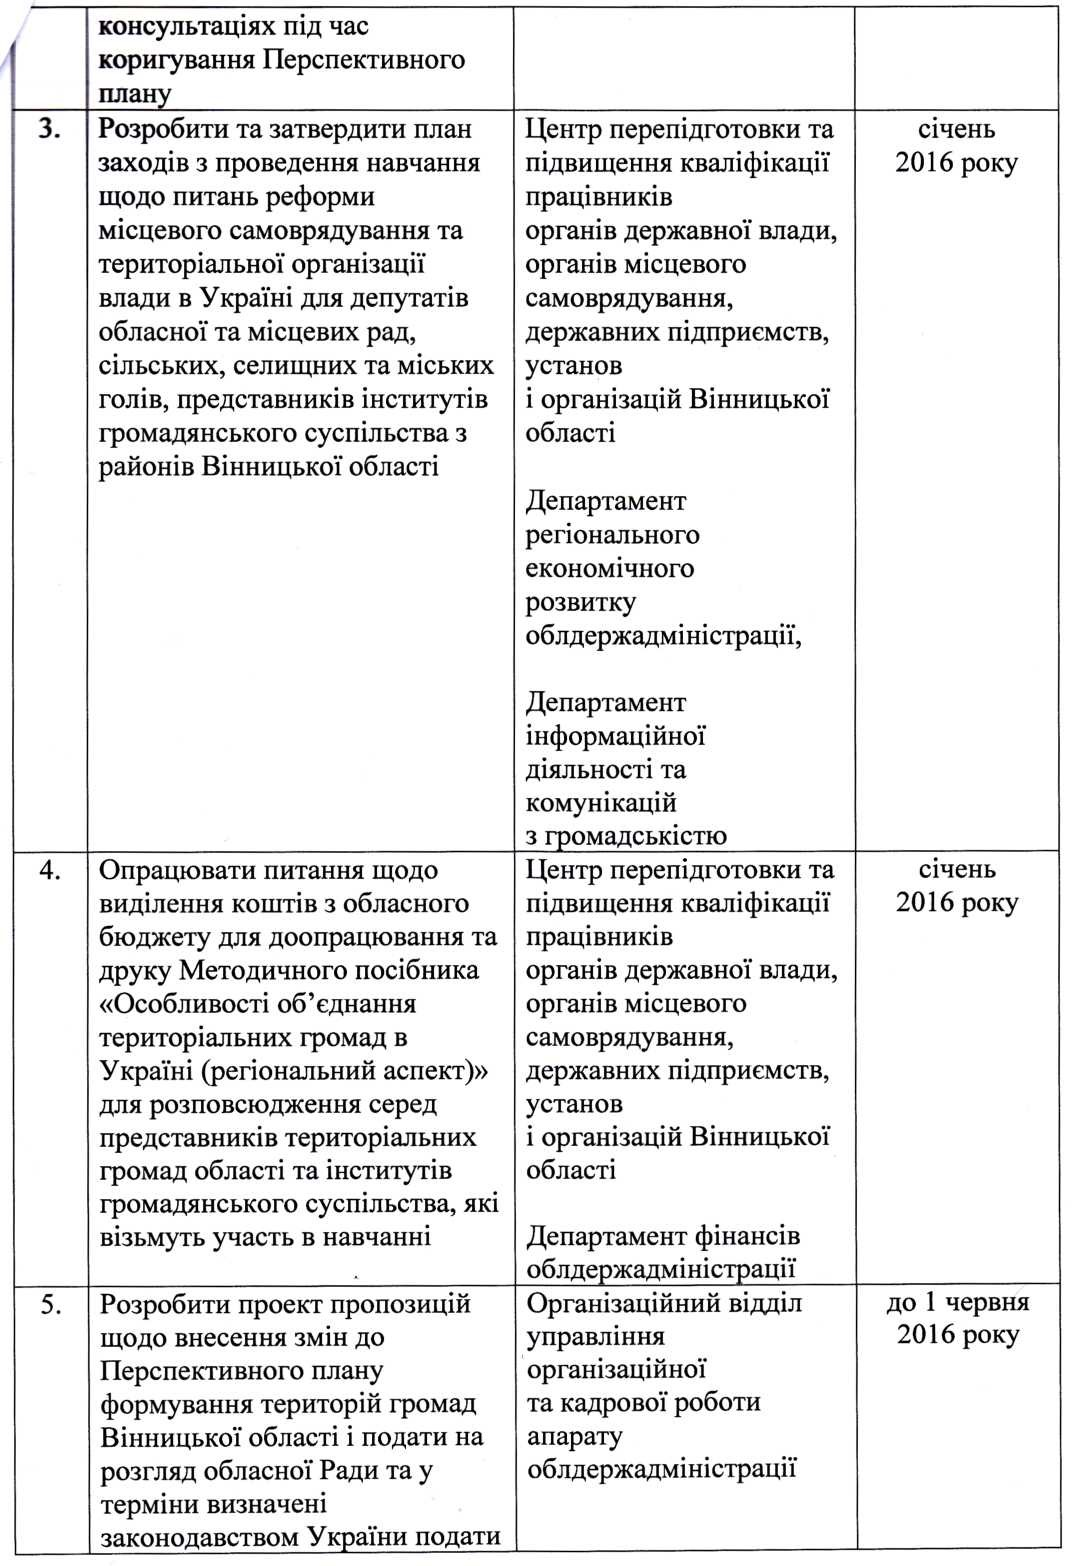 консультаціях під час
коригування Перспективного
плану
3.
Розробити та затвердити план
заходів з проведення навчання
щодо питань реформи
місцевого самоврядування та
територіальної організації
влади в Україні для депутатів
обласної та місцевих рад,
сільських, селищних та міських
голів, представників інститутів
громадянського суспільства з
районів Вінницької області
Центр перепідготовки та
підвищення кваліфікації
працівників
органів державної влади,
органів місцевого
самоврядування,
державних підприємств,
установ
і організацій Вінницької
області
Департамент
регіонального
економічного
розвитку
облдержадміністрації,
Департамент
інформаційної
діяльності та
комунікацій
з громадськістю
січень
2016 року
4.
Опрацювати питання щодо
виділення коштів з обласного
бюджету для доопрацювання та
друку Методичного посібника
«Особливості об’єднання
територіальних громад в
Україні (регіональний аспект)»
для розповсюдження серед
представників територіальних
громад області та інститутів
громадянського суспільства, які
візьмуть участь в навчанні
Центр перепідготовки та
підвищення кваліфікації
працівників
органів державної влади,
органів місцевого
самоврядування,
державних підприємств,
установ
і організацій Вінницької
області
Департамент фінансів
облдержадміністрації
січень
2016 року
5.
Розробити проект пропозицій
щодо внесення змін до
Перспективного плану
формування територій громад
Вінницької області і подати на
розгляд обласної Ради та у
терміни визначені
законодавством України подати
Організаційний відділ
управління
організаційної
та кадрової роботи
апарату
облдержадміністрації
до 1 червня
2016 року